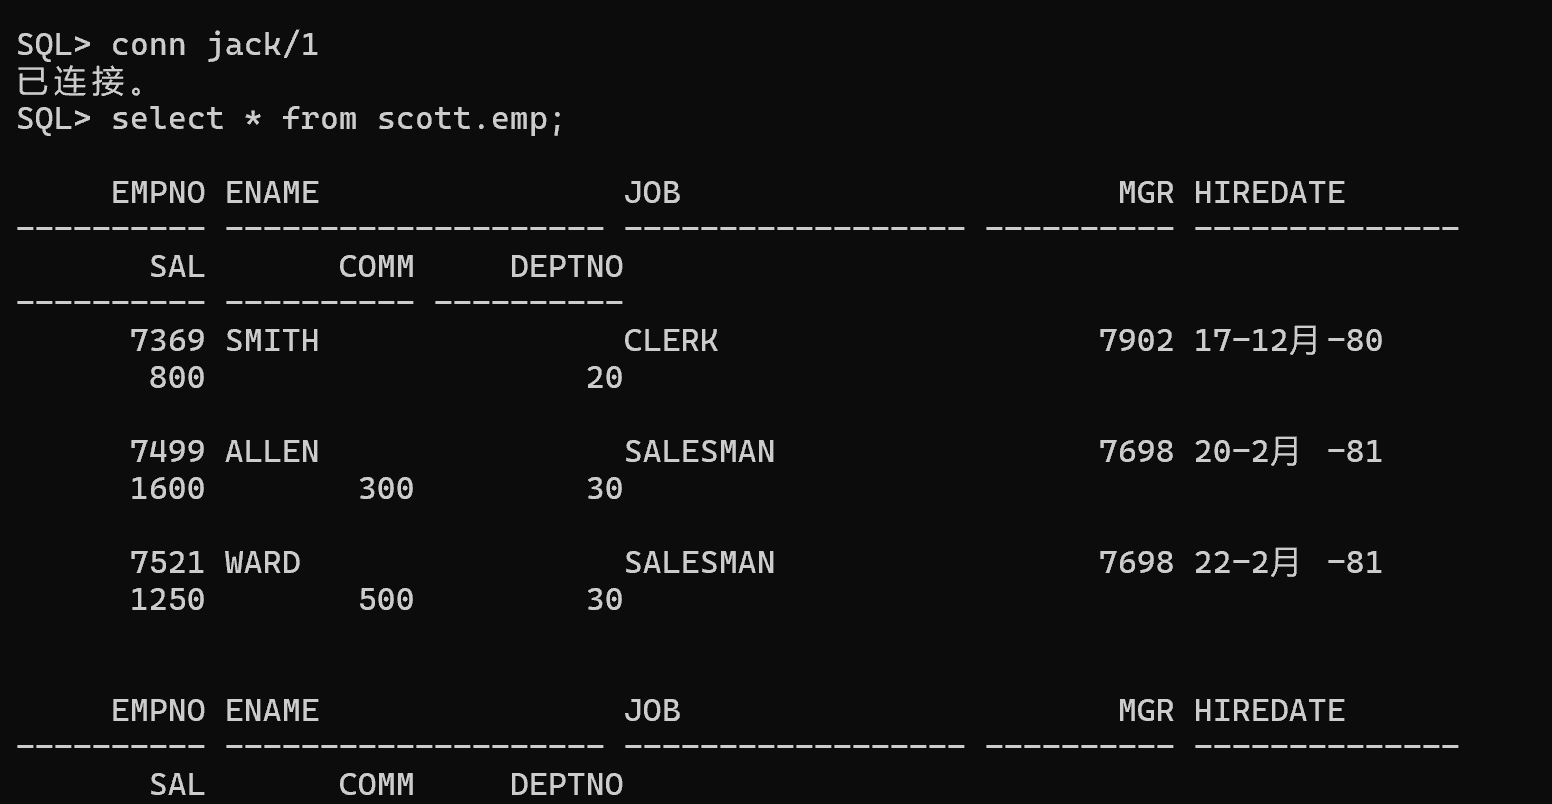 SQL> conn jack/1
已连接。
SQL> select * from scott.emp;
     EMPNO ENAME                JOB                       MGR HIREDATE
---------- -------------------- ------------------ ---------- --------------
       SAL       COMM     DEPTNO
---------- ---------- ----------
      7369 SMITH                CLERK                    7902 17-12月-80
       800                    20
      7499 ALLEN                SALESMAN                 7698 20-2月 -81
      1600        300         30
      7521 WARD                 SALESMAN                 7698 22-2月 -81
      1250        500         30
     EMPNO ENAME                JOB                       MGR HIREDATE
---------- -------------------- ------------------ ---------- --------------
       SAL       COMM     DEPTNO